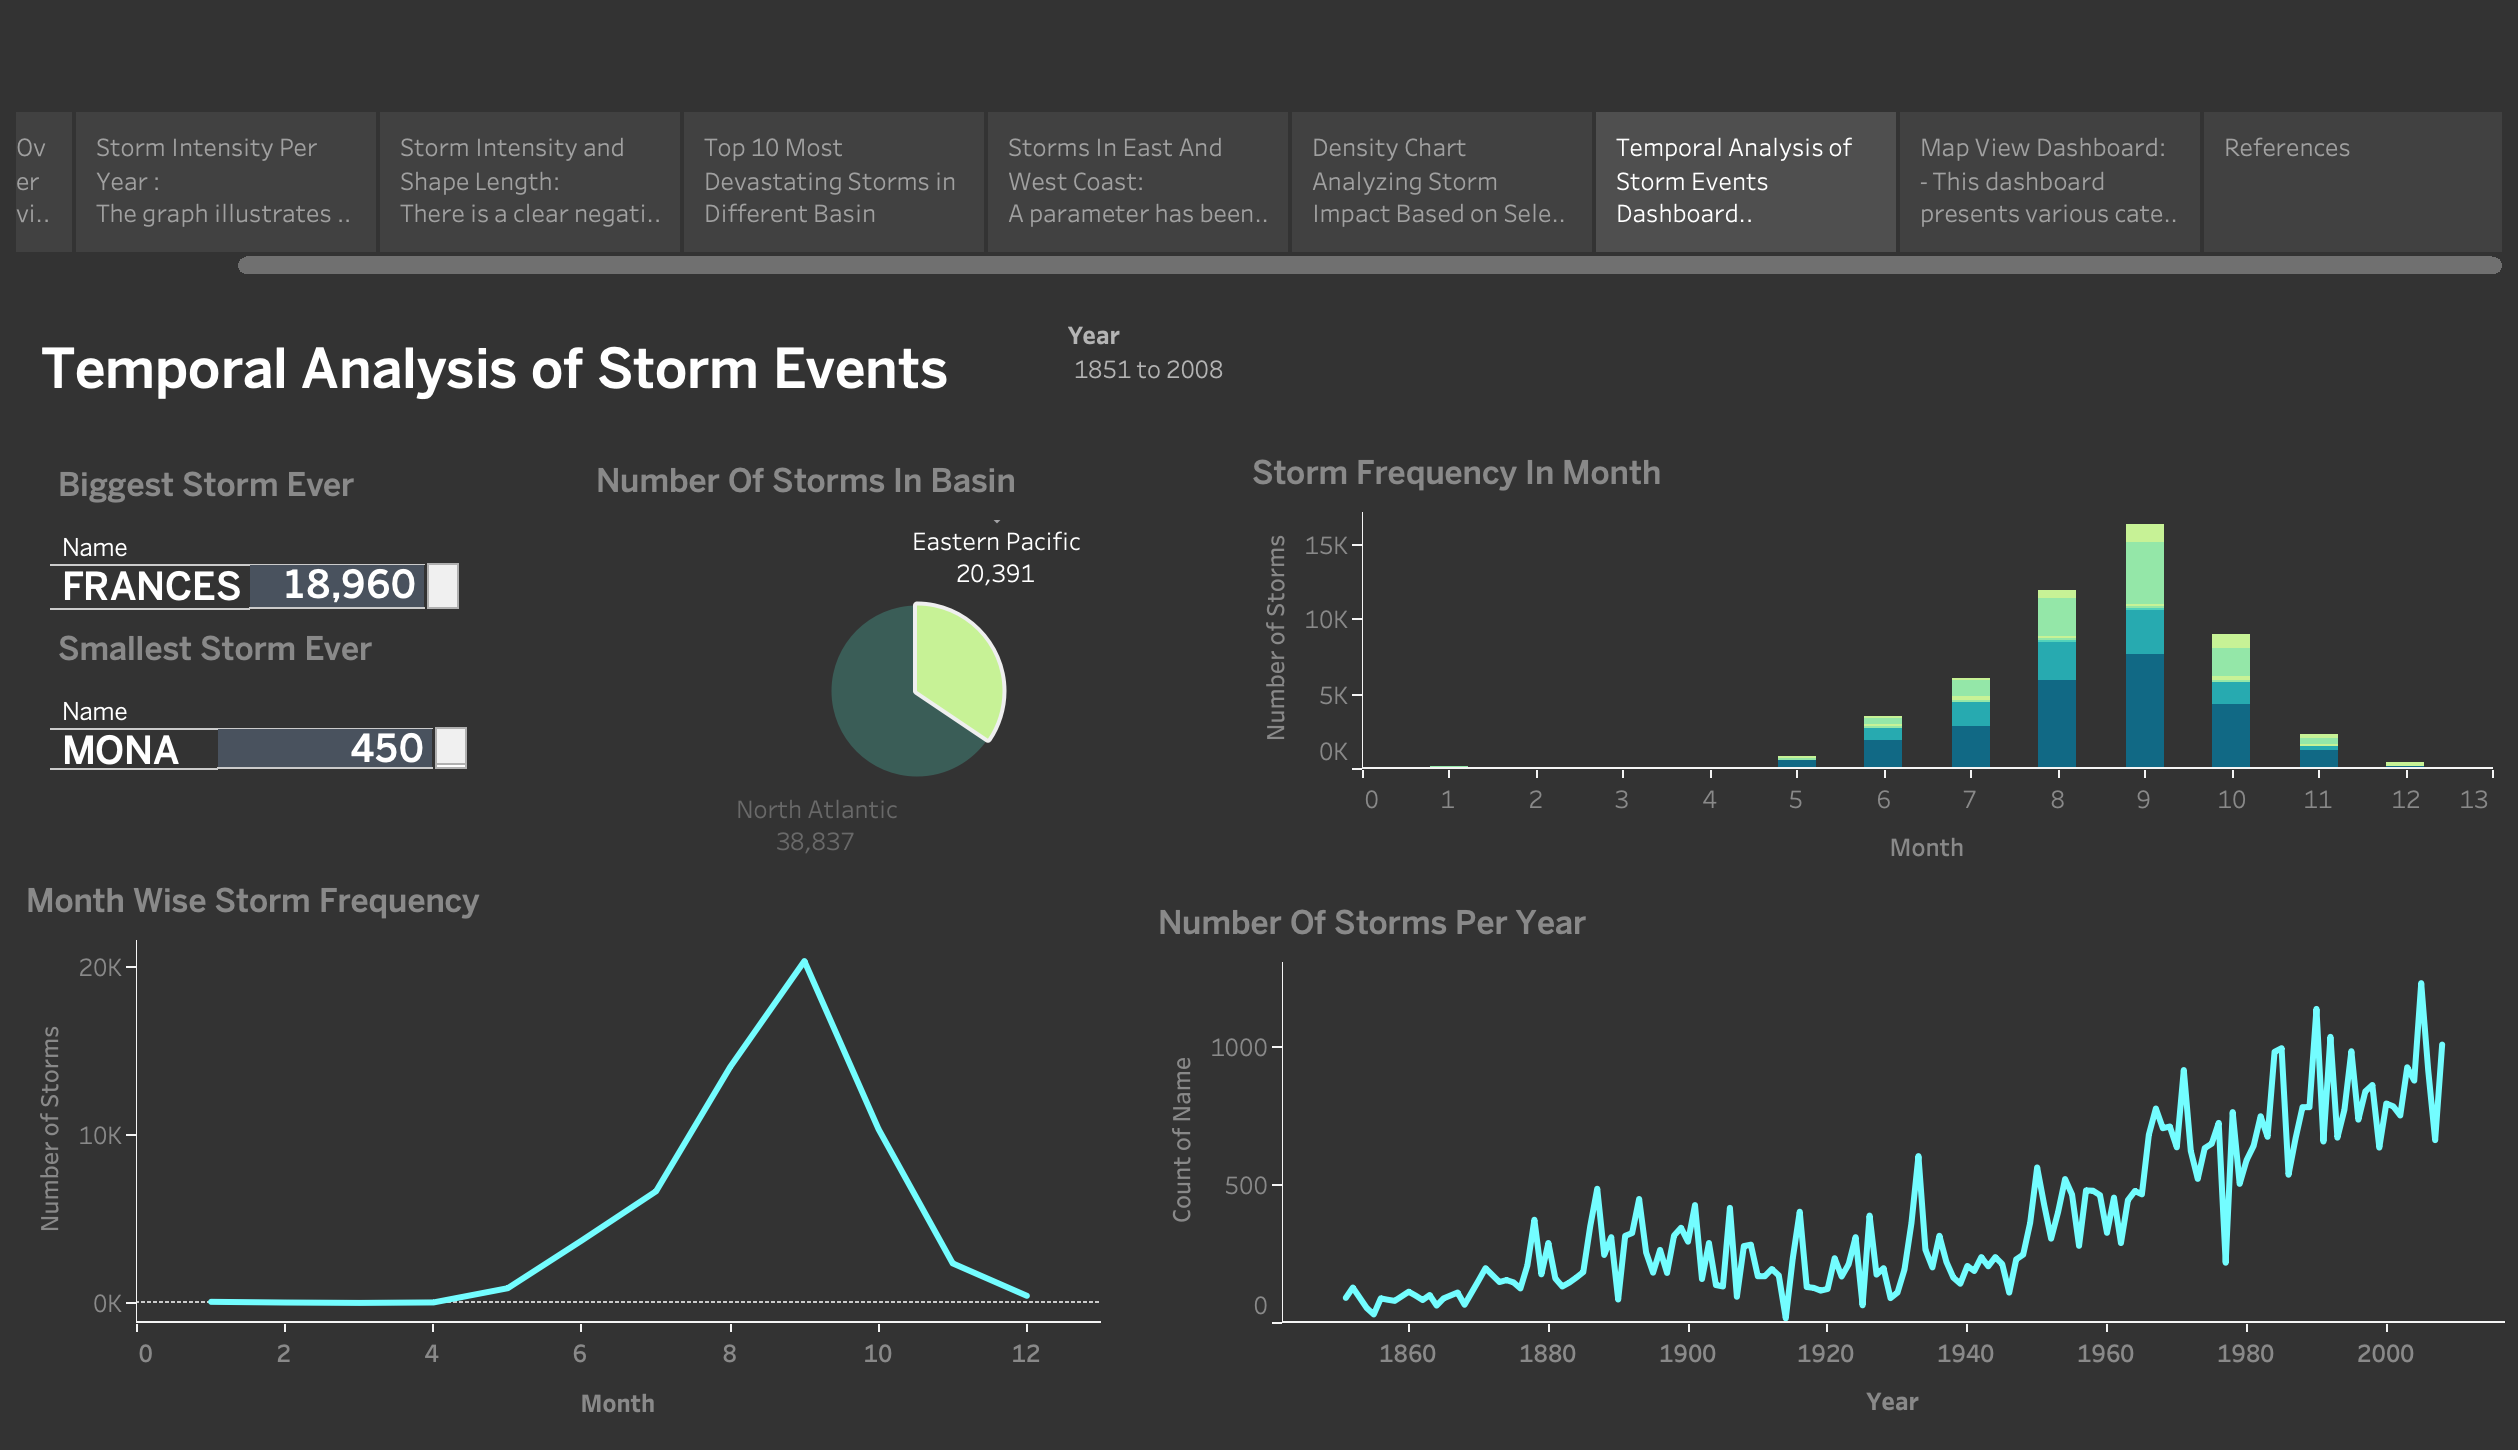 Ov
er
vi..
Storm Intensity Per
Year :
The graph illustrates ..
Storm Intensity and
Shape Length:
There is a clear negati..
Top 10 Most
Devastating Storms in
Different Basin
Storms In East And
West Coast:
A parameter has been..
Density Chart
Analyzing Storm
Impact Based on Sele..
Temporal Analysis of
Storm Events
Dashboard..
Map View Dashboard:
- This dashboard
presents various cate..
References
Temporal Analysis of Storm Events
Year
1851 to 2008
Biggest Storm Ever
Name
FRANCES 18,960
Smallest Storm Ever
Name
MONA 450
Number Of Storms In Basin
Eastern Pacific
20,391
North Atlantic
38,837
Storm Frequency In Month
Number of Storms
15K
10K
5K
0K
0 1 2 3 4 5 6 7 8 9 10 11 12 13
Month
Month Wise Storm Frequency
Number of Storms
20K
10K
0K
0 2 4 6 8 10 12
Month
Number Of Storms Per Year
Count of Name
1000
500
0
1860 1880 1900 1920 1940 1960 1980 2000
Year